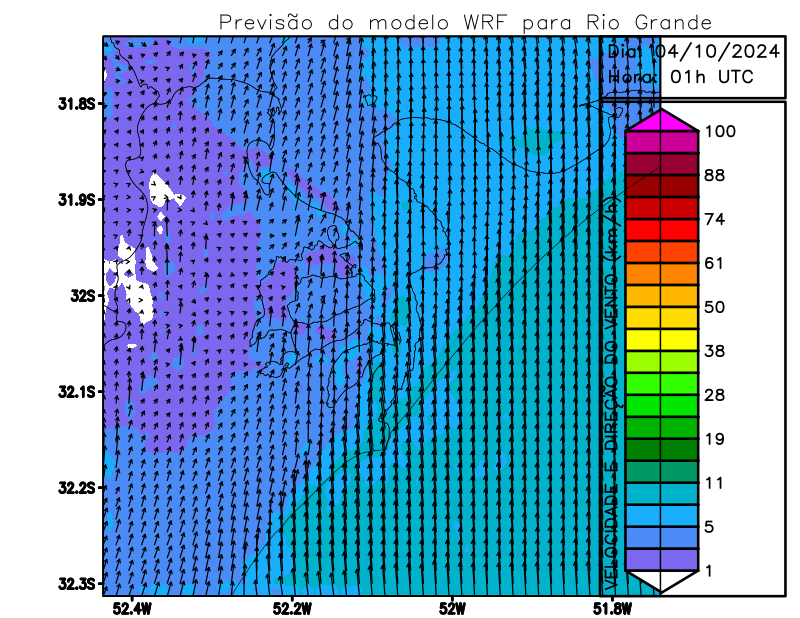 Previsão do modelo WRF para Rio Grande
Dia: 04/10/2024
Hora: 01h UTC
31.8S
31.9S
32S
32.1S
32.2S
32.3S
52.4W
52.2W
52W
51.8W
VELOCIDADE E DIREÇÃO DO VENTO (km/h)
100
88
74
61
50
38
28
19
11
5
1